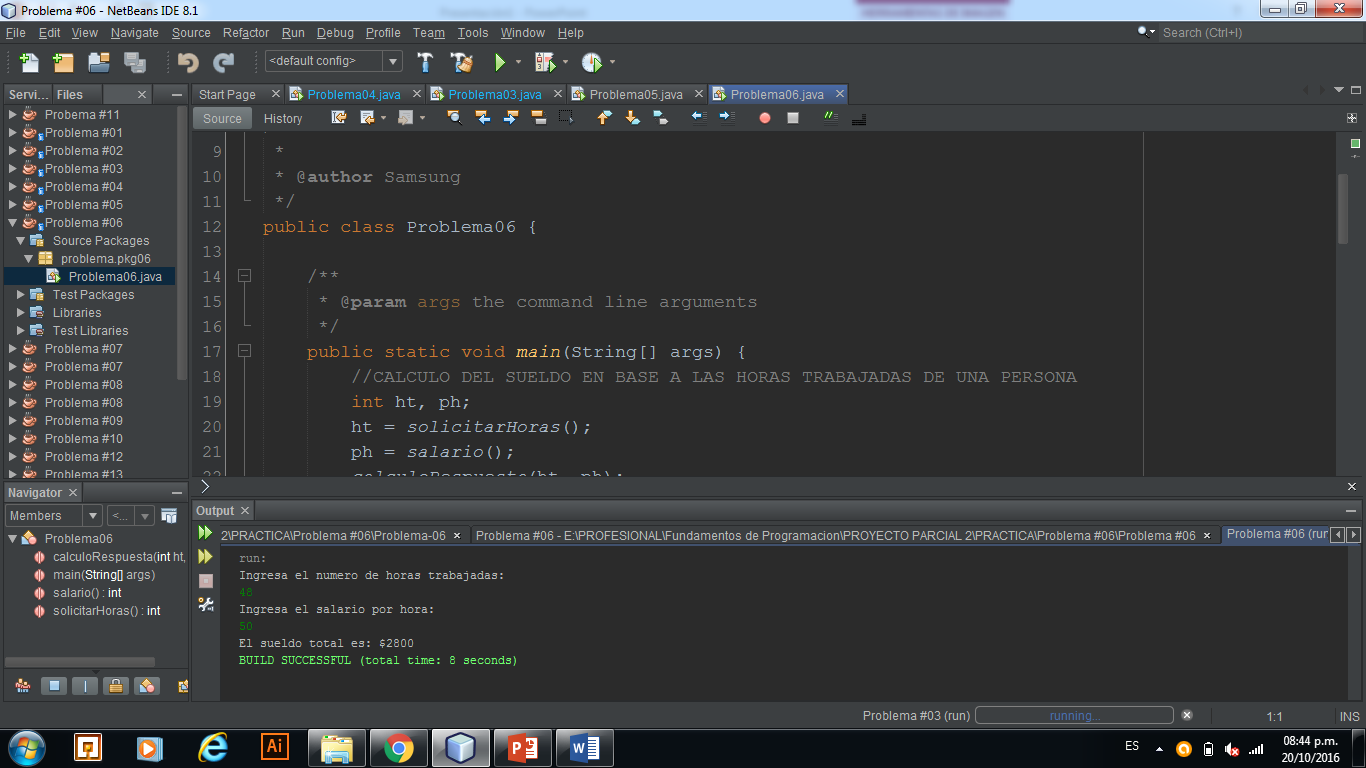 Problema #06 - NetBeans IDE 8.1
File Edit View Navigate Source Refactor Run Debug Profile Team Tools Window Help
Search (Ctrl+I)
<default config>
Servi... Files
Start Page Problema04.java Problema03.java Problema05.java Problema06.java
Source History
Probema #11
Problema #01
Problema #02
Problema #03
Problema #04
Problema #05
Problema #06
Source Packages
problema.pkg06
Problema06.java
Test Packages
Libraries
Test Libraries
Problema #07
Problema #07
Problema #08
Problema #08
Problema #09
Problema #10
Problema #12
Problema #13
9 *
10 * @author Samsung
11 */
12 public class Problema06 {
13
14 /**
15 * @param args the command line arguments
16 */
17 public static void main(String[] args) {
18 //CALCULO DEL SUELDO EN BASE A LAS HORAS TRABAJADAS DE UNA PERSONA
19 int ht, ph;
20 ht = solicitarHoras();
21 ph = salario();
22 calculoRespuesta(ht, ph);
Navigator
Members
<...
Problema06
calculoRespuesta(int ht,
main(String[] args)
salario() : int
solicitarHoras() : int
Output
2\PRACTICA\Problema #06\Problema-06
Problema #06 - E:\PROFESIONAL\Fundamentos de Programacion\PROYECTO PARCIAL 2\PRACTICA\Problema #06\Problema #06
Problema #06 (run
run:
Ingresa el numero de horas trabajadas:
48
Ingresa el salario por hora:
50
El sueldo total es: $2800
BUILD SUCCESSFUL (total time: 8 seconds)
Problema #03 (run)
running...
1:1
INS
Ai
ES
08:44 p.m.
20/10/2016